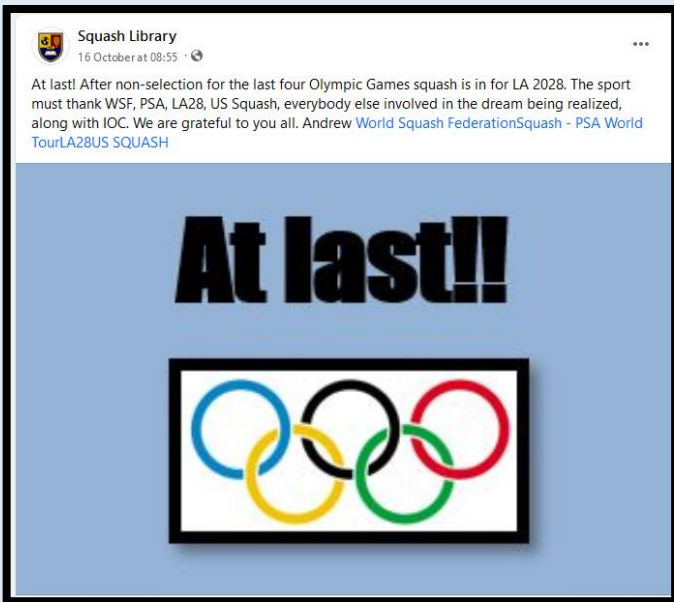 Squash Library
16 October at 08:55 ·
At last! After non-selection for the last four Olympic Games squash is in for LA 2028. The sport
must thank WSF, PSA, LA28, US Squash, everybody else involved in the dream being realized,
along with IOC. We are grateful to you all. Andrew World Squash FederationSquash - PSA World
TourLA28US SQUASH
At last!!